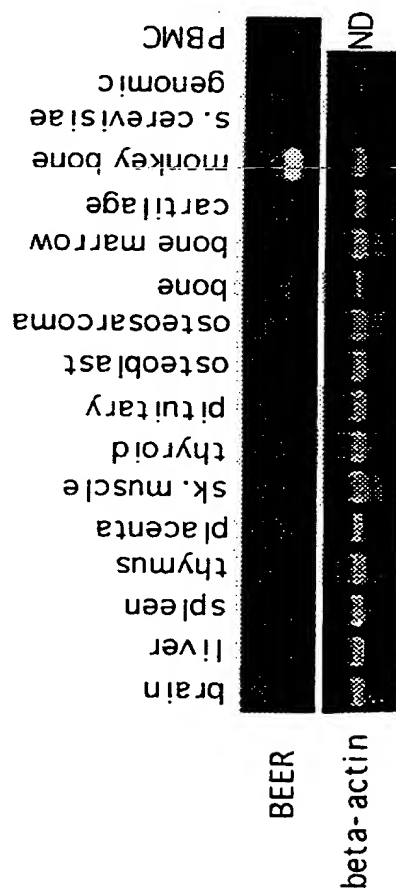 PBMC
genomic
s. cerevisiae
monkey bone
cartilage
bone marrow
bone
osteosarcoma
osteoblast
pituitary
thyroid
sk. muscle
placenta
thymus
spleen
liver
brain
BEER
beta-actin
ND